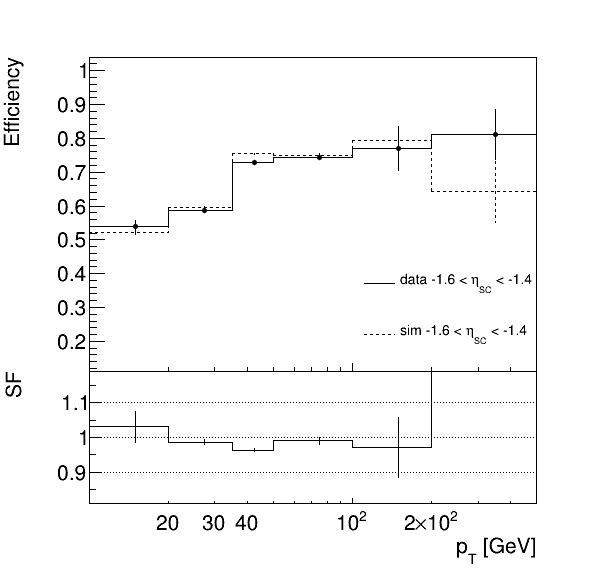 Efficiency
1
0.9
0.8
0.7
0.6
0.5
0.4
0.3
0.2
data -1.6 < η_SC < -1.4
sim -1.6 < η_SC < -1.4
SF
1.1
1
0.9
20 30 40 10² 2×10²
p_T [GeV]